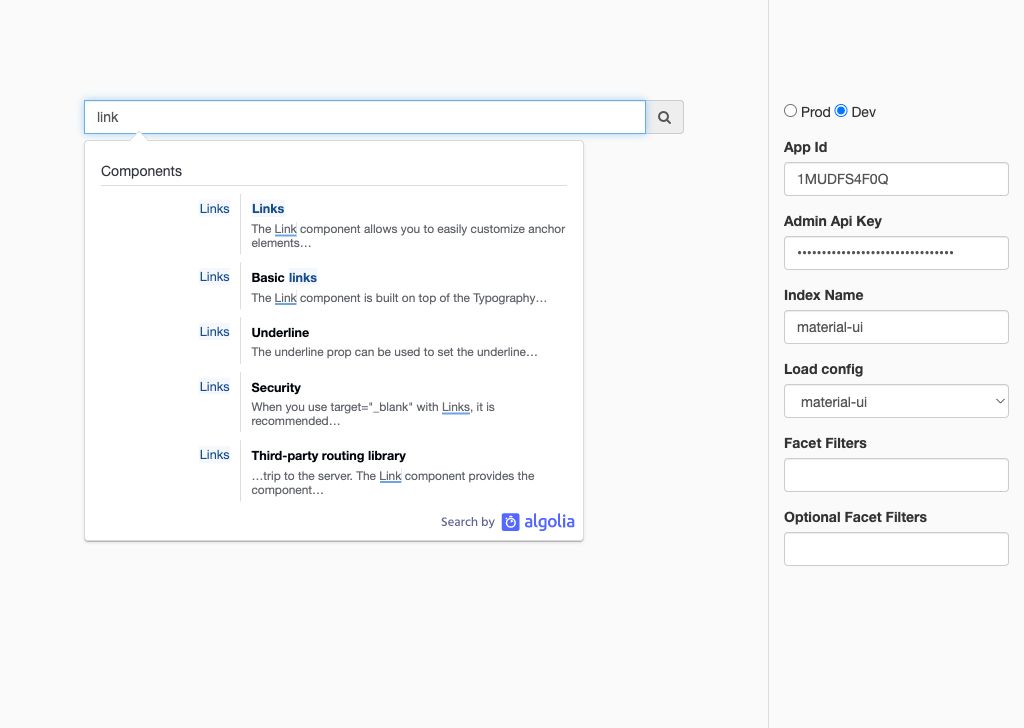 link
Components
Links
Links
The Link component allows you to easily customize anchor
elements…
Links
Basic links
The Link component is built on top of the Typography…
Links
Underline
The underline prop can be used to set the underline…
Links
Security
When you use target="_blank" with Links, it is
recommended…
Links
Third-party routing library
…trip to the server. The Link component provides the
component…
Search by algolia
Prod Dev
App Id
1MUDFS4F0Q
Admin Api Key
Index Name
material-ui
Load config
material-ui
Facet Filters
Optional Facet Filters